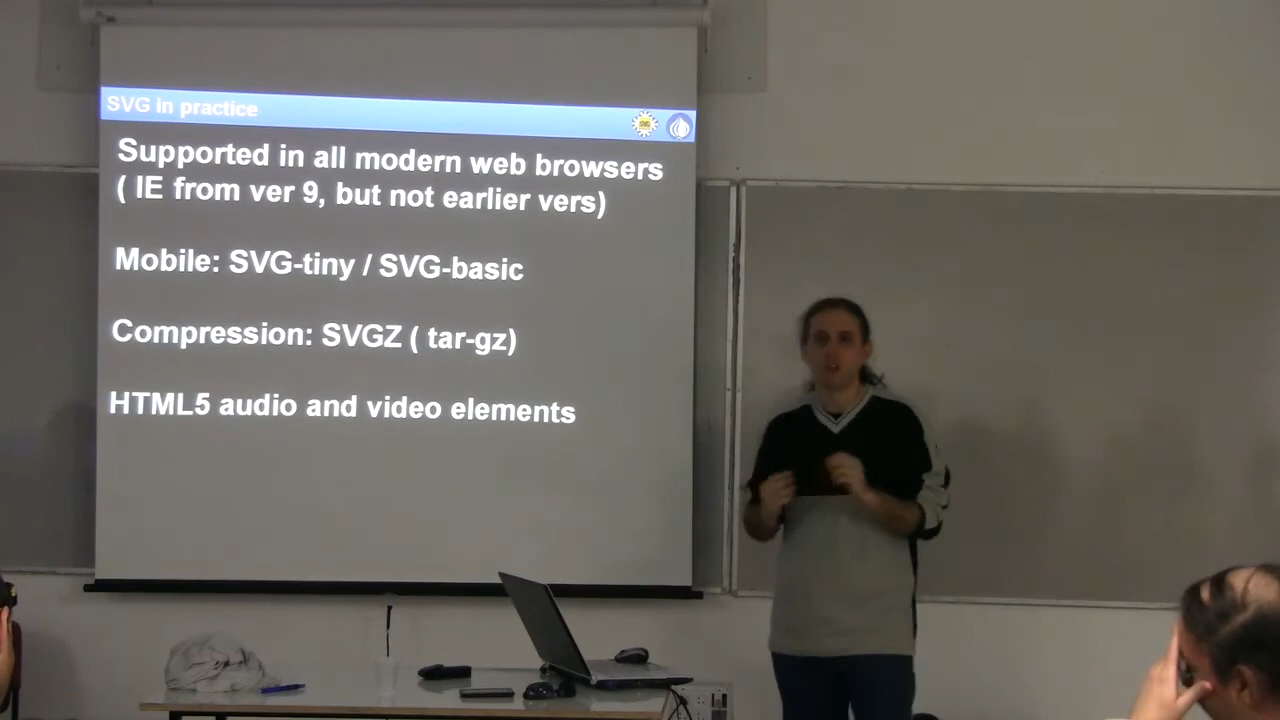 SVG in practice
SVG
Supported in all modern web browsers
( IE from ver 9, but not earlier vers)
Mobile: SVG-tiny / SVG-basic
Compression: SVGZ ( tar-gz)
HTML5 audio and video elements